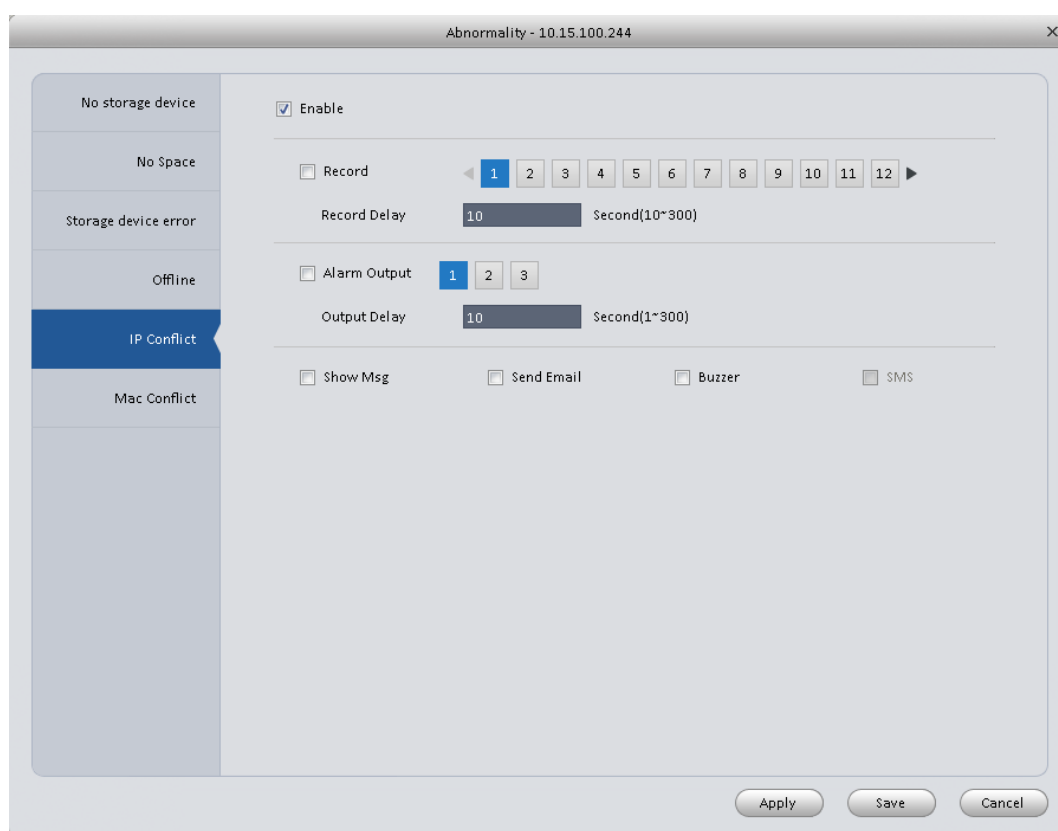 Abnormality - 10.15.100.244
No storage device
No Space
Storage device error
Offline
IP Conflict
Mac Conflict
Enable
Record 1 2 3 4 5 6 7 8 9 10 11 12
Record Delay 10 Second(10~300)
Alarm Output 1 2 3
Output Delay 10 Second(1~300)
Show Msg Send Email Buzzer SMS
Apply Save Cancel